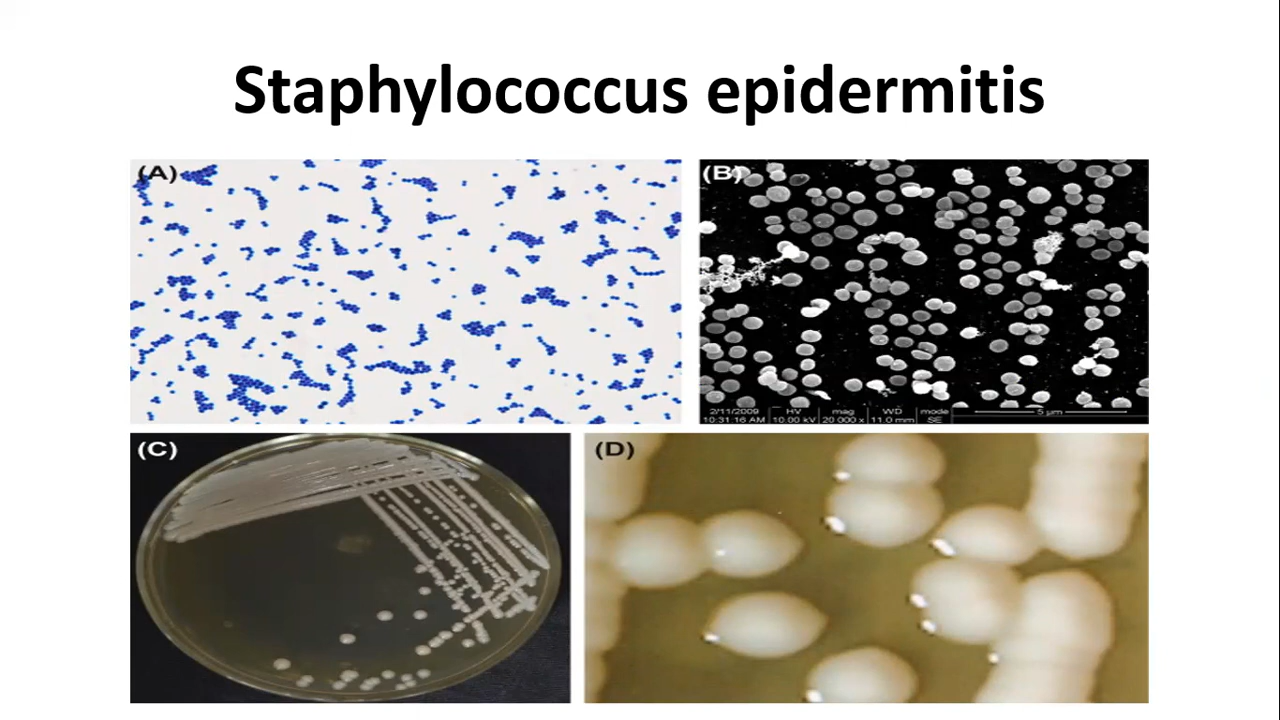 Staphylococcus epidermitis
(A)
(B)
2/11/2009 HV mag WD mode
10:31:16 AM 10.00 kV 20 000 x 11.0 mm SE 5 µm
(C)
(D)